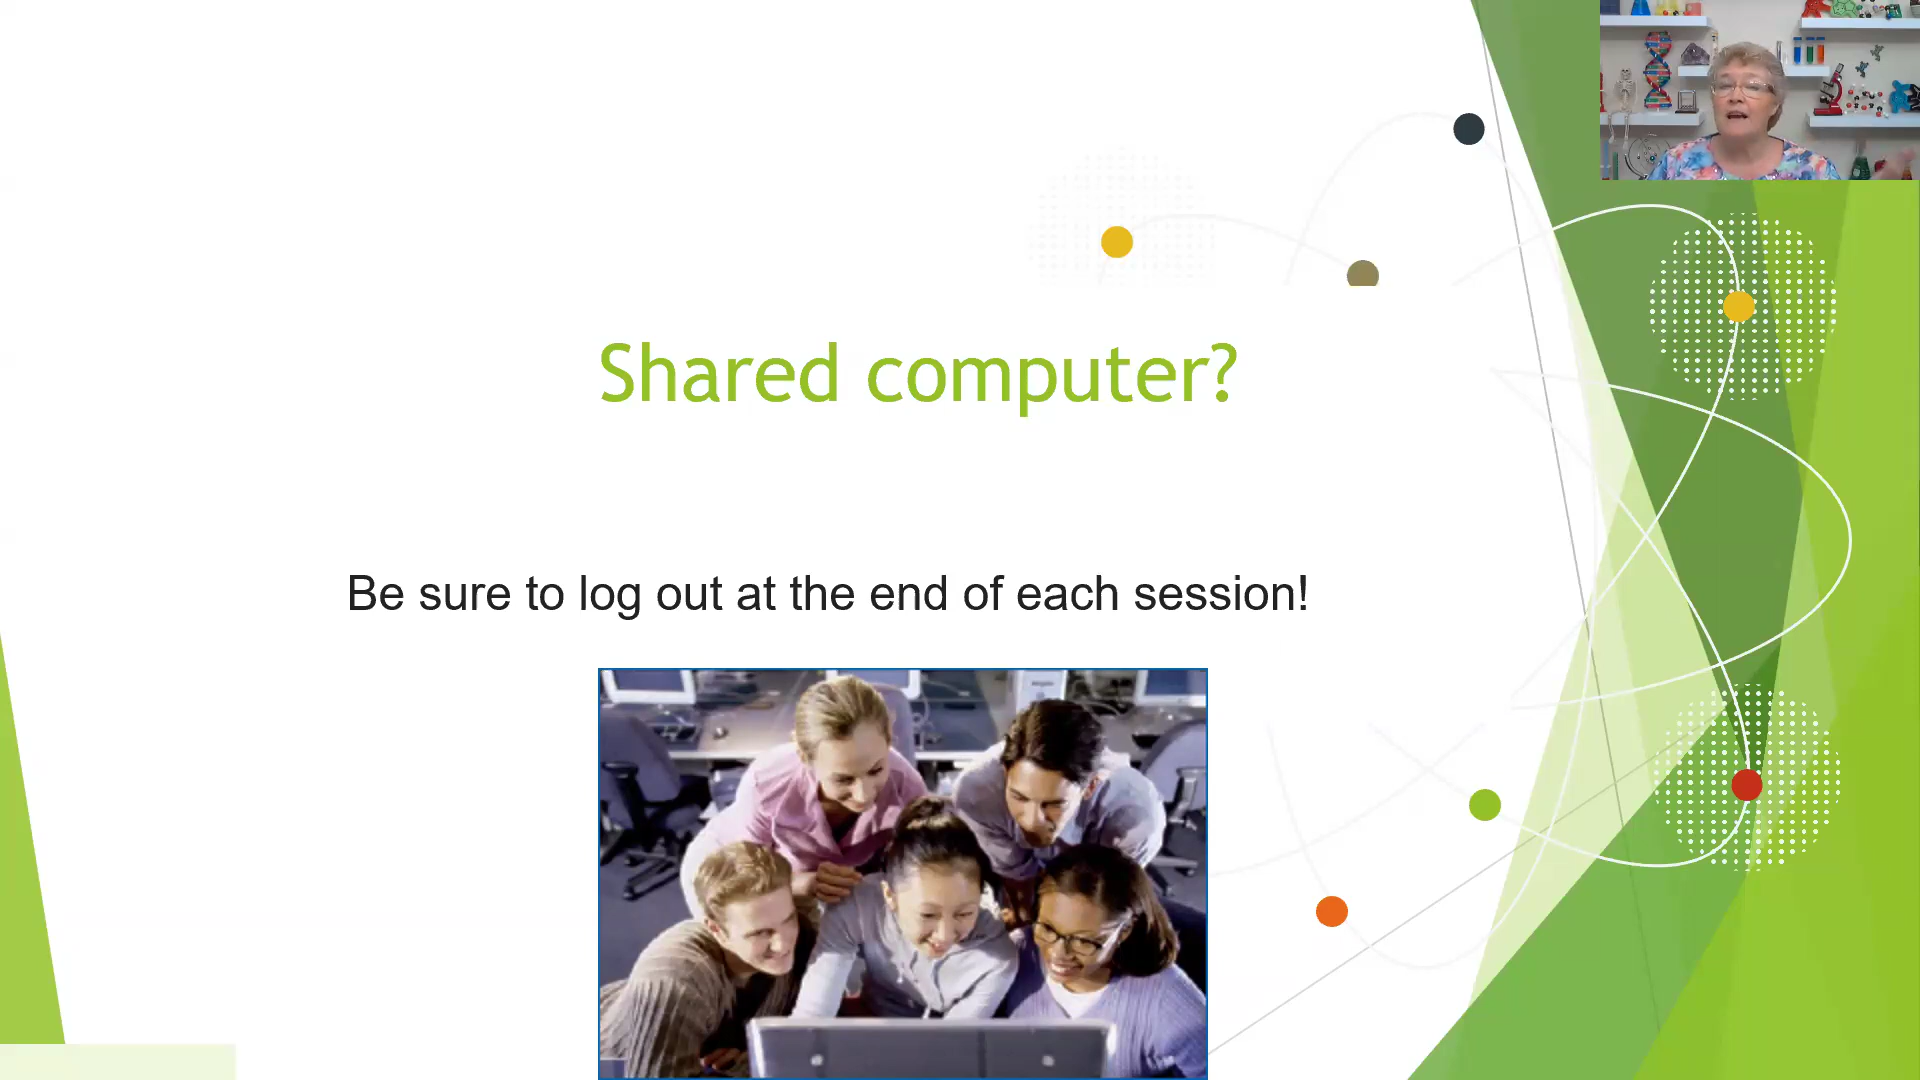 Shared computer?
Be sure to log out at the end of each session!